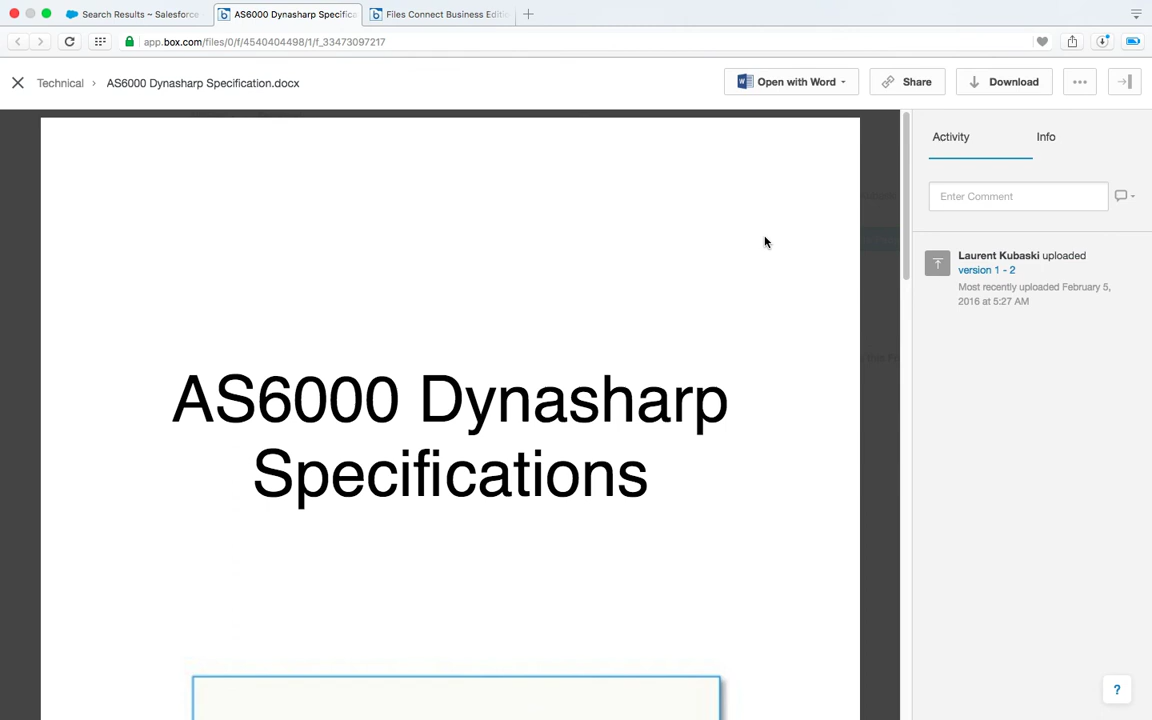 Search Results ~ Salesforce
AS6000 Dynasharp Specifica
Files Connect Business Editi
app.box.com/files/0/f/4540404498/1/f_33473097217
Technical › AS6000 Dynasharp Specification.docx
Open with Word
Share
Download
Activity
Info
Enter Comment
Laurent Kubaski uploaded
version 1 - 2
Most recently uploaded February 5,
2016 at 5:27 AM
AS6000 Dynasharp
Specifications
?